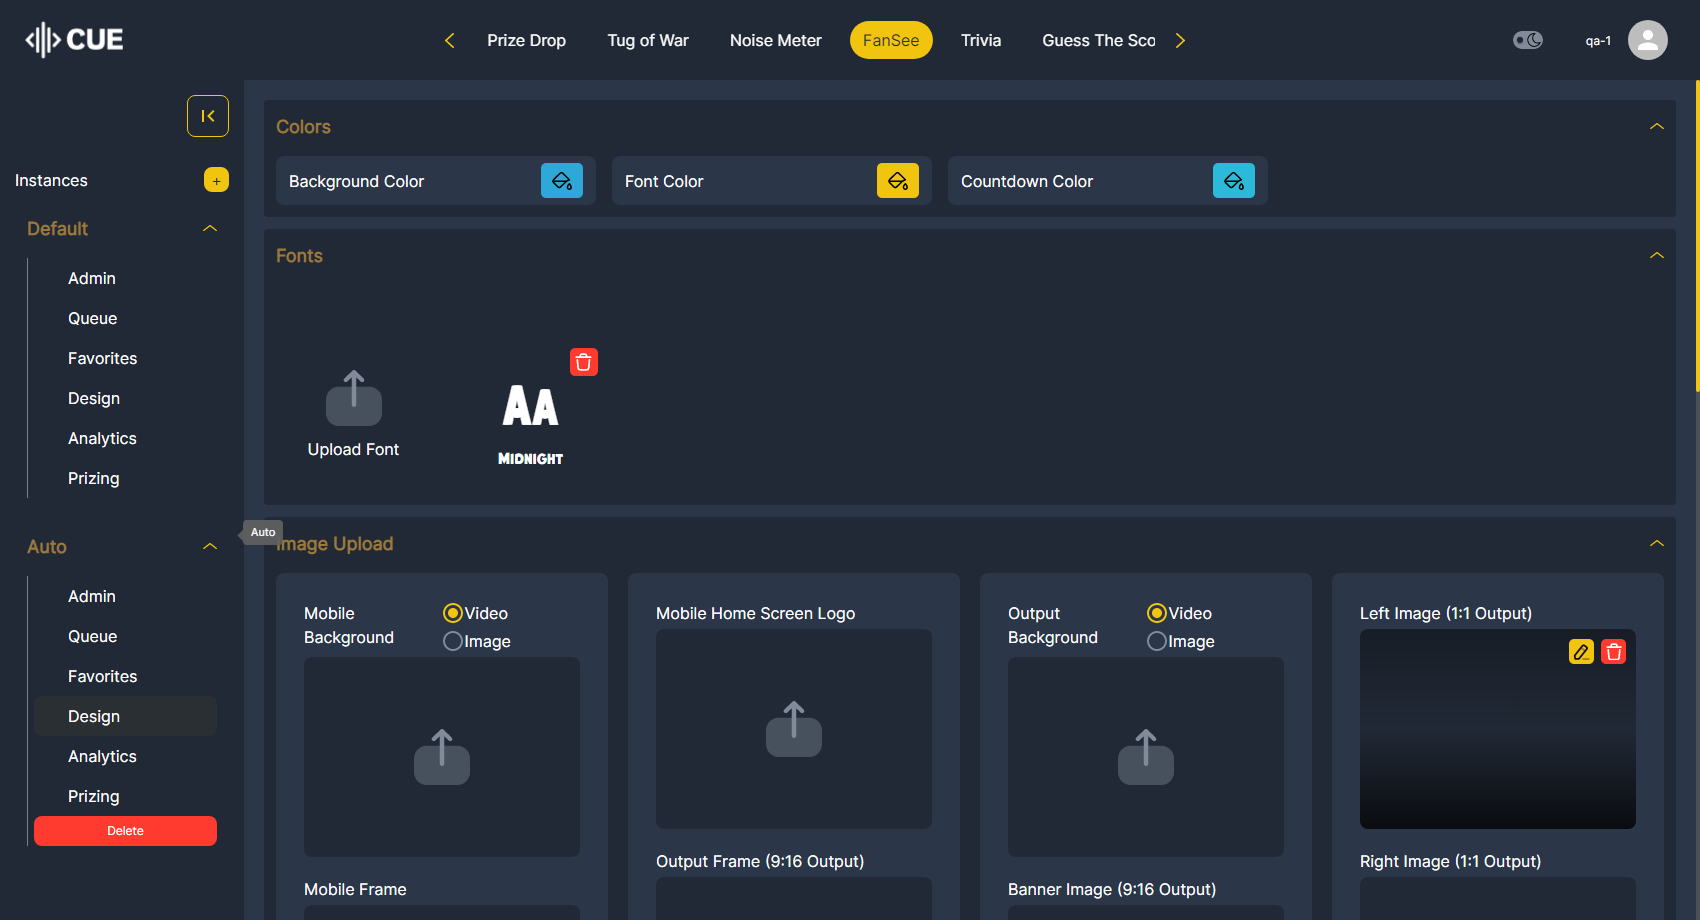 CUE
Prize Drop
Tug of War
Noise Meter
FanSee
Trivia
Guess The Sco
qa-1
Instances
+
Default
Admin
Queue
Favorites
Design
Analytics
Prizing
Auto
Admin
Queue
Favorites
Design
Analytics
Prizing
Delete
Auto
Colors
Background Color
Font Color
Countdown Color
Fonts
Upload Font
AA
MIDNIGHT
Image Upload
Mobile
Background
Video
Image
Mobile Home Screen Logo
Output
Background
Video
Image
Left Image (1:1 Output)
Mobile Frame
Output Frame (9:16 Output)
Banner Image (9:16 Output)
Right Image (1:1 Output)